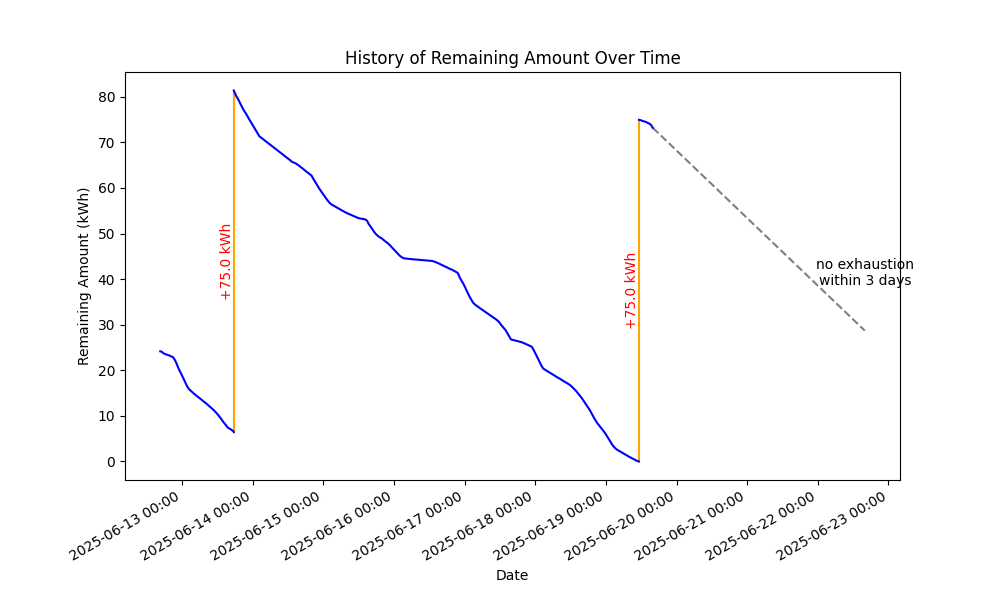 History of Remaining Amount Over Time
Remaining Amount (kWh)
80
70
60
50
40
30
20
10
0
+75.0 kWh
+75.0 kWh
no exhaustion
within 3 days
2025-06-13 00:00
2025-06-14 00:00
2025-06-15 00:00
2025-06-16 00:00
2025-06-17 00:00
2025-06-18 00:00
2025-06-19 00:00
2025-06-20 00:00
2025-06-21 00:00
2025-06-22 00:00
2025-06-23 00:00
Date